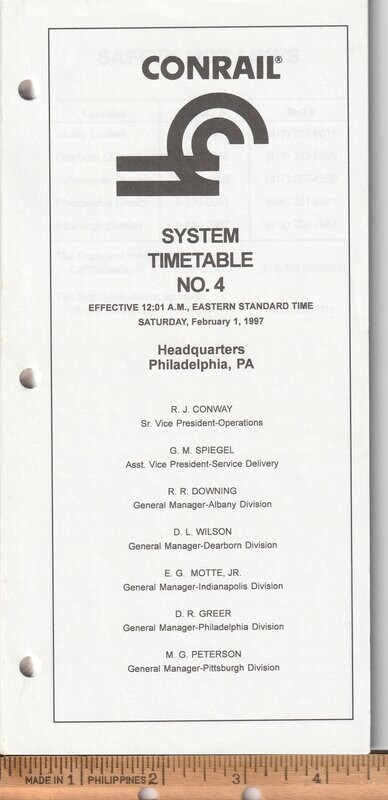 CONRAIL®
SYSTEM
TIMETABLE
NO. 4
EFFECTIVE 12:01 A.M., EASTERN STANDARD TIME
SATURDAY, February 1, 1997
Headquarters
Philadelphia, PA
R. J. CONWAY
Sr. Vice President-Operations
G. M. SPIEGEL
Asst. Vice President-Service Delivery
R. R. DOWNING
General Manager-Albany Division
D. L. WILSON
General Manager-Dearborn Division
E. G. MOTTE, JR.
General Manager-Indianapolis Division
D. R. GREER
General Manager-Philadelphia Division
M. G. PETERSON
General Manager-Pittsburgh Division
MADE IN 1 PHILIPPINES 2 3 4